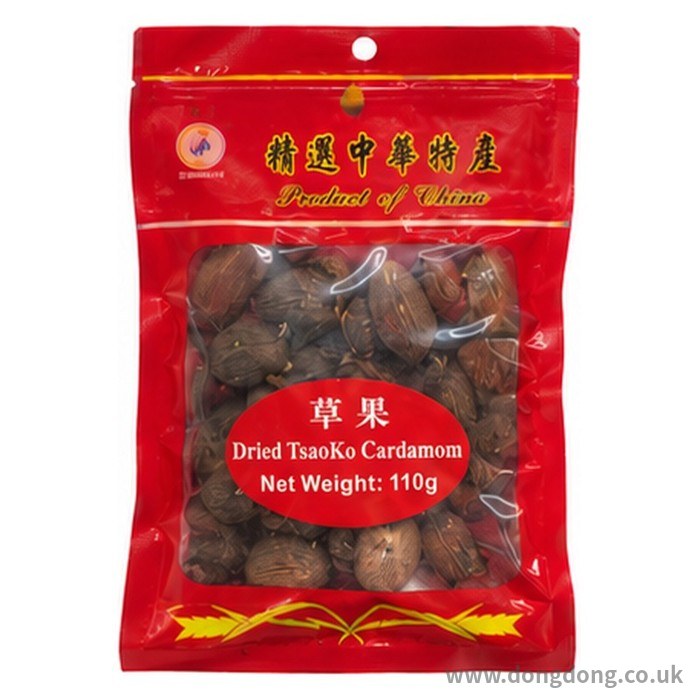 精選中華特産
Product of China
草果
Dried TsaoKo Cardamom
Net Weight: 110g
www.dongdong.co.uk